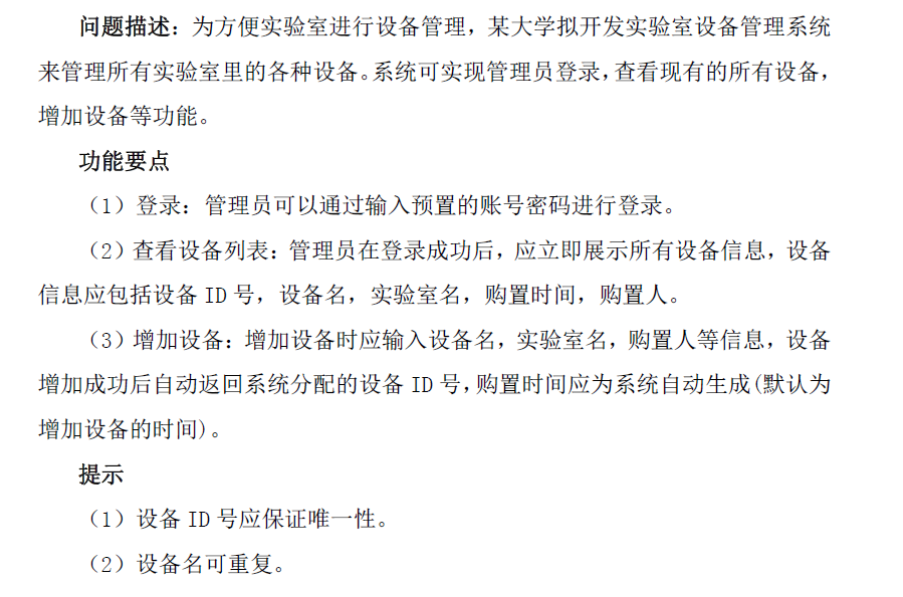 问题描述：为方便实验室进行设备管理，某大学拟开发实验室设备管理系统
来管理所有实验室里的各种设备。系统可实现管理员登录，查看现有的所有设备，
增加设备等功能。
功能要点
（1）登录：管理员可以通过输入预置的账号密码进行登录。
（2）查看设备列表：管理员在登录成功后，应立即展示所有设备信息，设备
信息应包括设备 ID 号，设备名，实验室名，购置时间，购置人。
（3）增加设备：增加设备时应输入设备名，实验室名，购置人等信息，设备
增加成功后自动返回系统分配的设备 ID 号，购置时间应为系统自动生成(默认为
增加设备的时间)。
提示
（1）设备 ID 号应保证唯一性。
（2）设备名可重复。